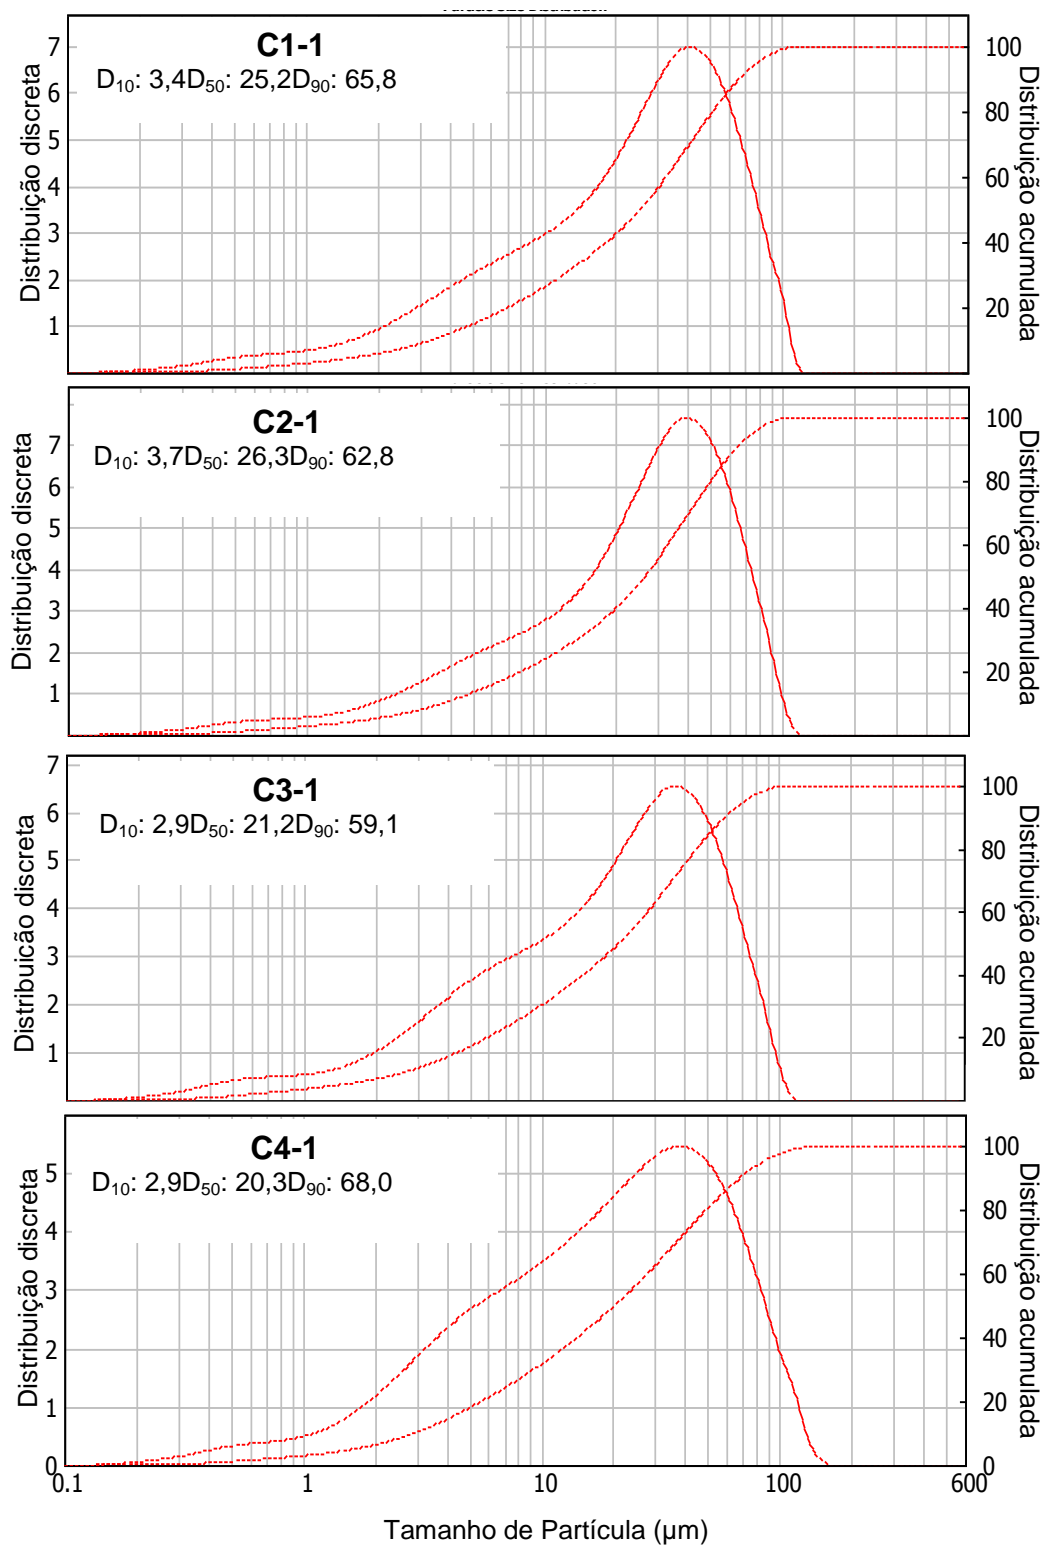 C1-1
D10: 3,4D50: 25,2D90: 65,8
Distribuição discreta
7
6
5
4
3
2
1
100
80
60
40
20
Distribuição acumulada
C2-1
D10: 3,7D50: 26,3D90: 62,8
Distribuição discreta
7
6
5
4
3
2
1
100
80
60
40
20
Distribuição acumulada
C3-1
D10: 2,9D50: 21,2D90: 59,1
Distribuicão discreta
7
6
5
4
3
2
1
100
80
60
40
20
Distribuição acumulada
C4-1
D10: 2,9D50: 20,3D90: 68,0
Distribuição discreta
5
4
3
2
1
0
100
80
60
40
20
0
Distribuição acumulada
0.1 1 10 100 600
Tamanho de Partícula (µm)